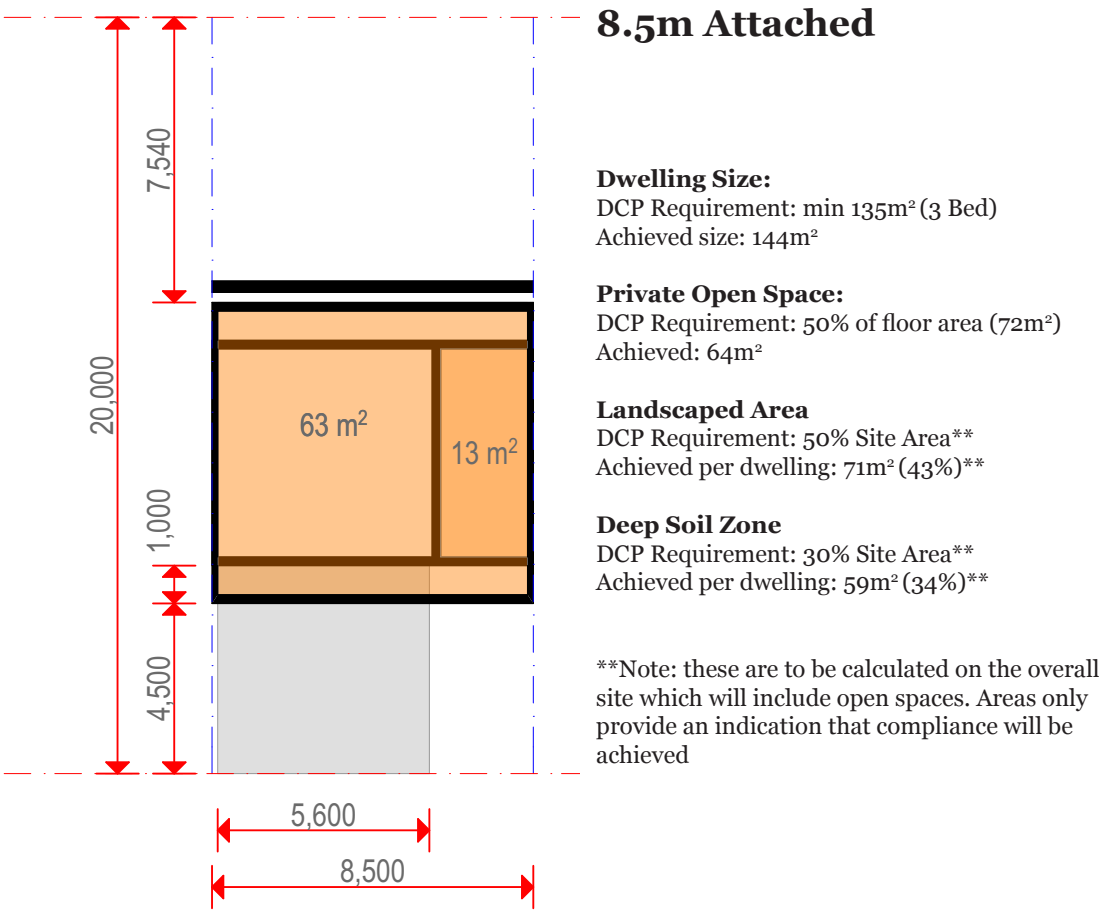 8.5m Attached
Dwelling Size:
DCP Requirement: min 135m² (3 Bed)
Achieved size: 144m²
Private Open Space:
DCP Requirement: 50% of floor area (72m²)
Achieved: 64m²
Landscaped Area
DCP Requirement: 50% Site Area**
Achieved per dwelling: 71m² (43%)**
Deep Soil Zone
DCP Requirement: 30% Site Area**
Achieved per dwelling: 59m² (34%)**
**Note: these are to be calculated on the overall
site which will include open spaces. Areas only
provide an indication that compliance will be
achieved
7,540
20,000
1,000
4,500
63 m²
13 m²
5,600
8,500